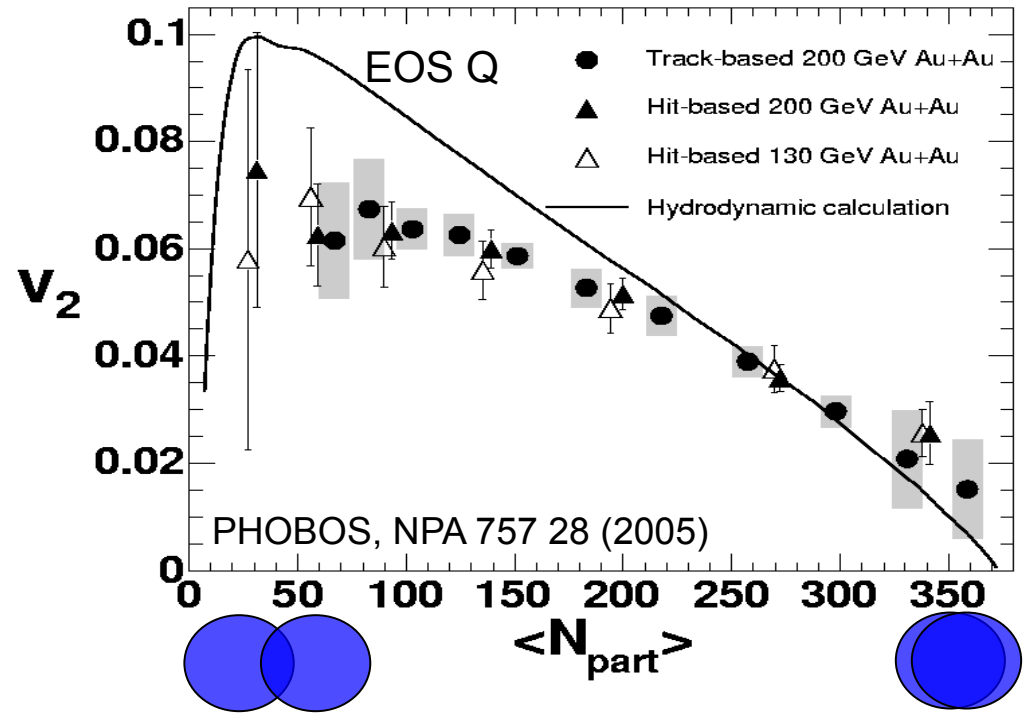 0.1
EOS Q
Track-based 200 GeV Au+Au
Hit-based 200 GeV Au+Au
Hit-based 130 GeV Au+Au
Hydrodynamic calculation
0.08
0.06
v2
0.04
0.02
PHOBOS, NPA 757 28 (2005)
0
0 50 100 150 200 250 300 350
<Npart>